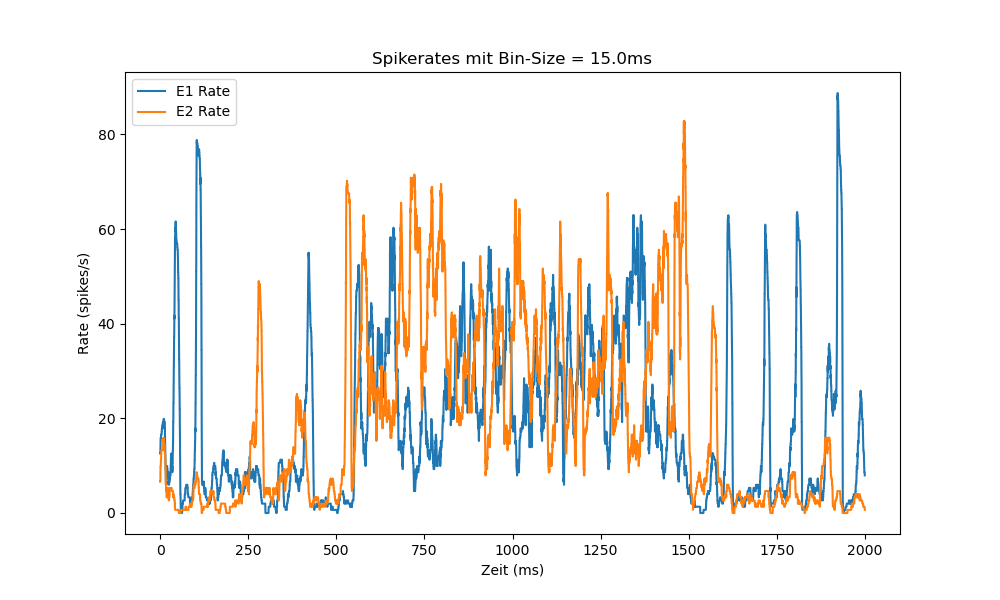 Spikerates mit Bin-Size = 15.0ms
E1 Rate
E2 Rate
Rate (spikes/s)
80
60
40
20
0
0 250 500 750 1000 1250 1500 1750 2000
Zeit (ms)